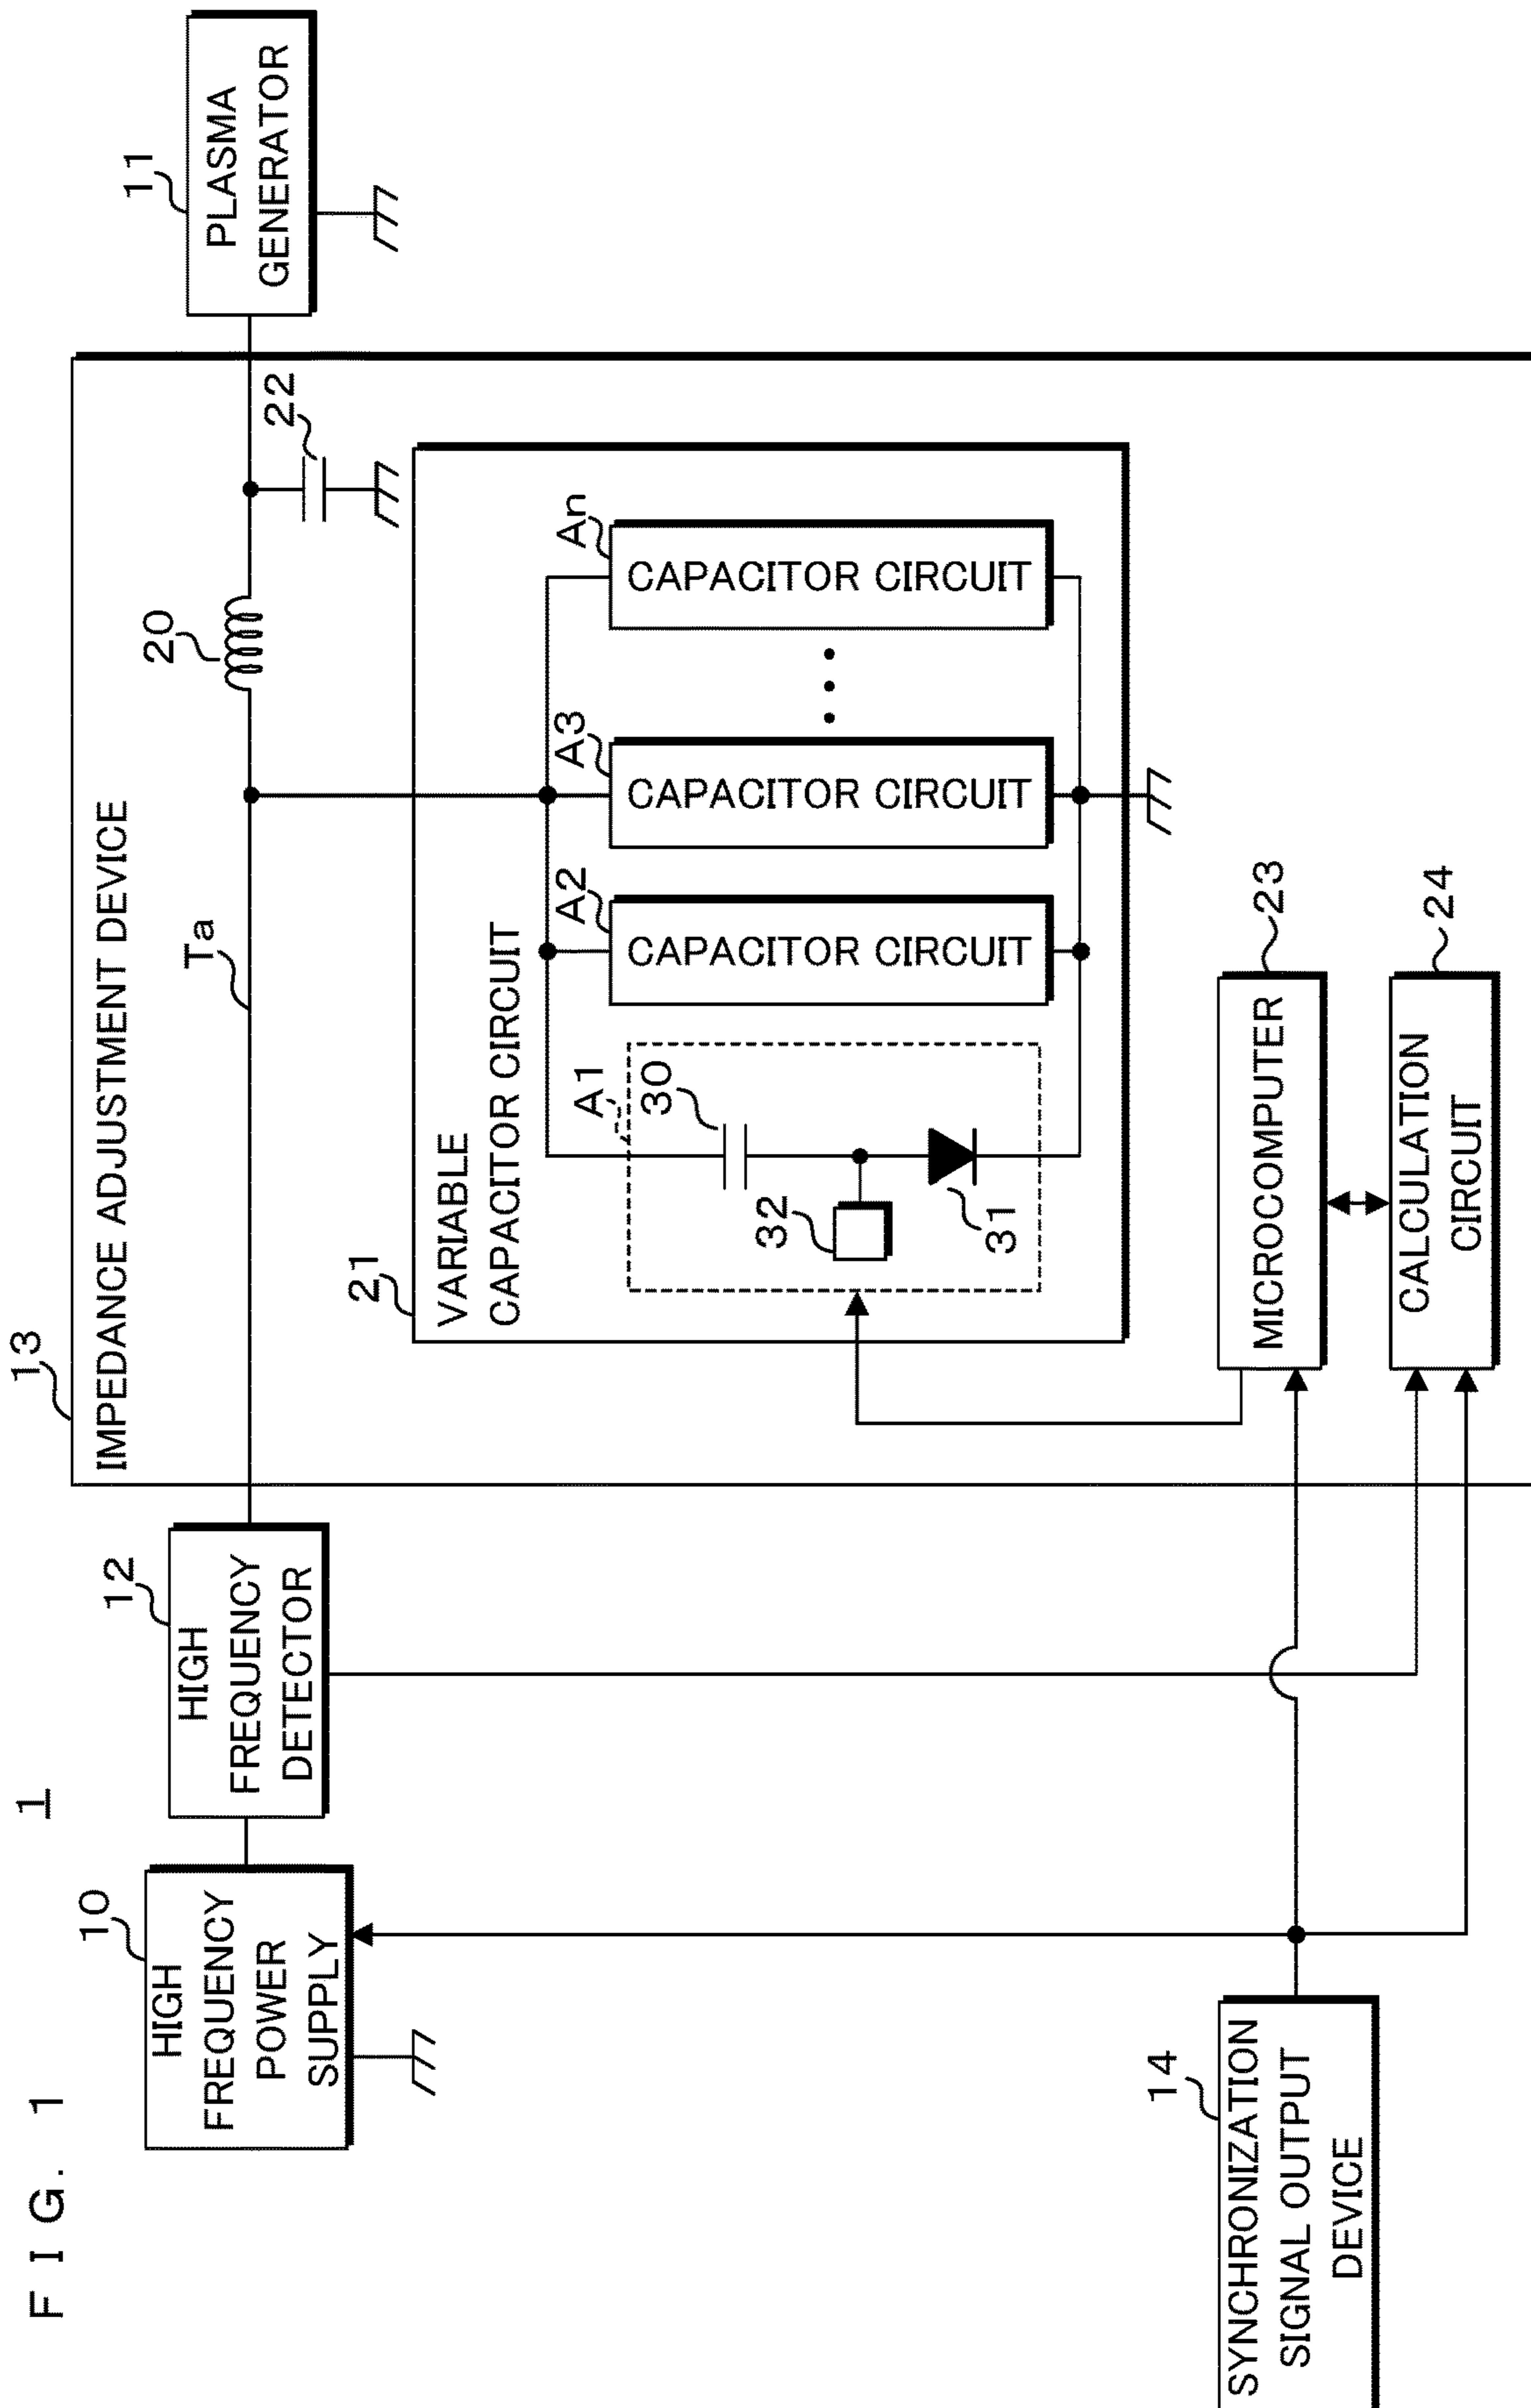 F I G. 1
1
10
HIGH
FREQUENCY
POWER
SUPPLY
12
HIGH
FREQUENCY
DETECTOR
13
IMPEDANCE ADJUSTMENT DEVICE
Ta
20
22
11
PLASMA
GENERATOR
21
VARIABLE
CAPACITOR CIRCUIT
A1
30
32
31
A2
CAPACITOR CIRCUIT
A3
CAPACITOR CIRCUIT
An
CAPACITOR CIRCUIT
14
SYNCHRONIZATION
SIGNAL OUTPUT
DEVICE
MICROCOMPUTER
23
CALCULATION
CIRCUIT
24